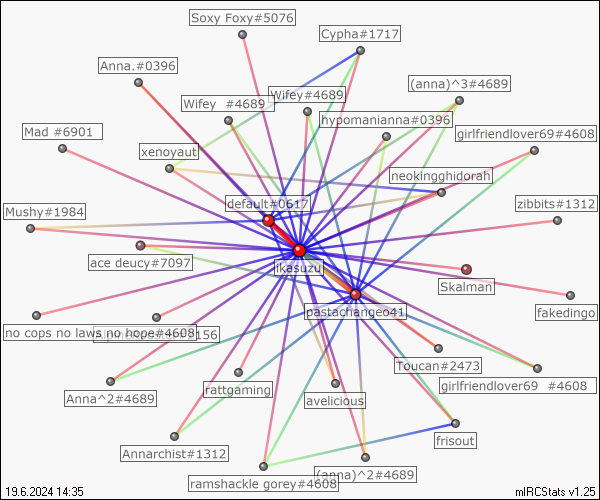 Soxy Foxy#5076
Cypha#1717
Anna.#0396
(anna)^3#4689
Wifey #4689
Wifey#4689
hypomanianna#0396
Mad #6901
girlfriendlover69#4608
xenoyaut
neokingghidorah
default#0617
zibbits#1312
Mushy#1984
ace deucy#7097
jikasuzu
Skalman
pastachangeo41
fakedingo
no cops no laws no hope#4608
156
Toucan#2473
girlfriendlover69 #4608
Anna^2#4689
rattgaming
avelicious
Annarchist#1312
frisout
(anna)^2#4689
ramshackle gorey#4608
19.6.2024 14:35
mIRCStats v1.25